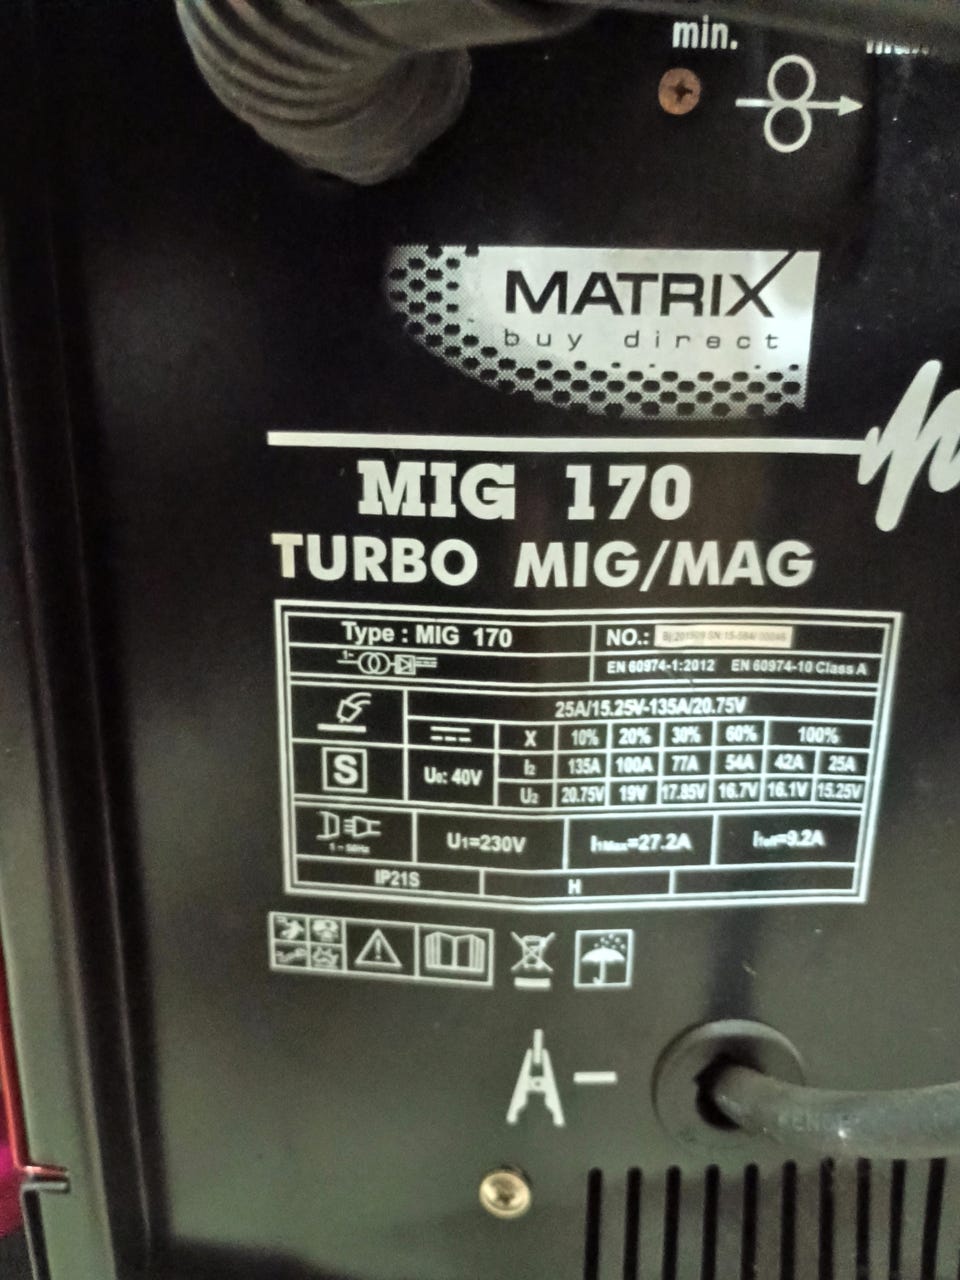 min.
MATRIX
buy direct
MIG 170
TURBO MIG/MAG
Type : MIG 170
NO.:
1~
EN 60974-1:2012 EN 60974-10 Class A
25A/15.25V-135A/20.75V
X 10% 20% 30% 60% 100%
S
U₀: 40V
I₂ 135A 100A 77A 54A 42A 25A
U₂ 20.75V 19V 17.85V 16.7V 16.1V 15.25V
1~50Hz
U₁=230V I₁Max=27.2A I₁eff=9.2A
IP21S H